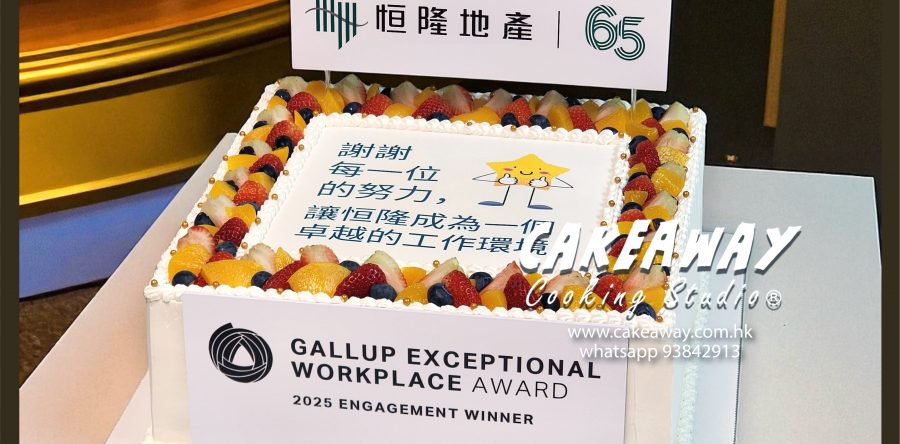 恒隆地產 | 65
謝謝
每一位
的努力，
讓恒隆成為一個
卓越的工作環境
CAKEAWAY
Cooking Studio®
www.cakeaway.com.hk
whatsapp 93842913
GALLUP EXCEPTIONAL
WORKPLACE AWARD
2025 ENGAGEMENT WINNER